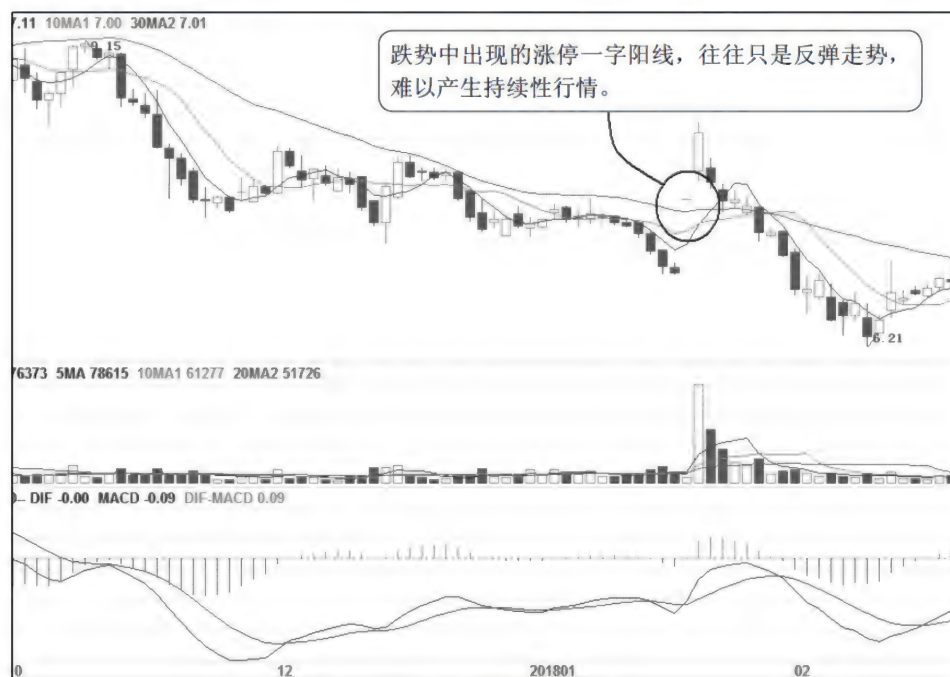 7.11 10MA1 7.00 30MA2 7.01
9.15
跌势中出现的涨停一字阳线，往往只是反弹走势，
难以产生持续性行情。
6.21
76373 5MA 78615 10MA1 61277 20MA2 51726
DIF -0.00 MACD -0.09 DIF-MACD 0.09
12 201801 02